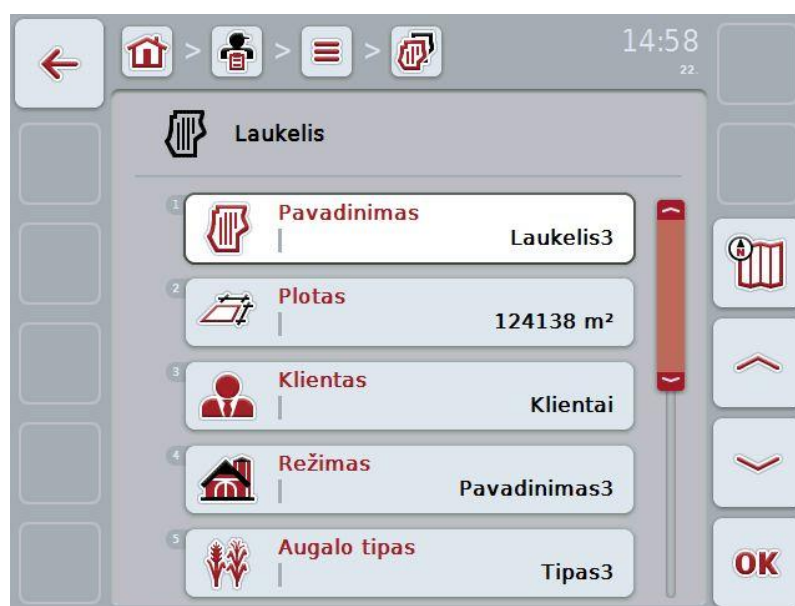 14:58
22.
Laukelis
1
Pavadinimas
Laukelis3
2
Plotas
124138 m²
3
Klientas
Klientai
4
Režimas
Pavadinimas3
5
Augalo tipas
Tipas3
N
OK